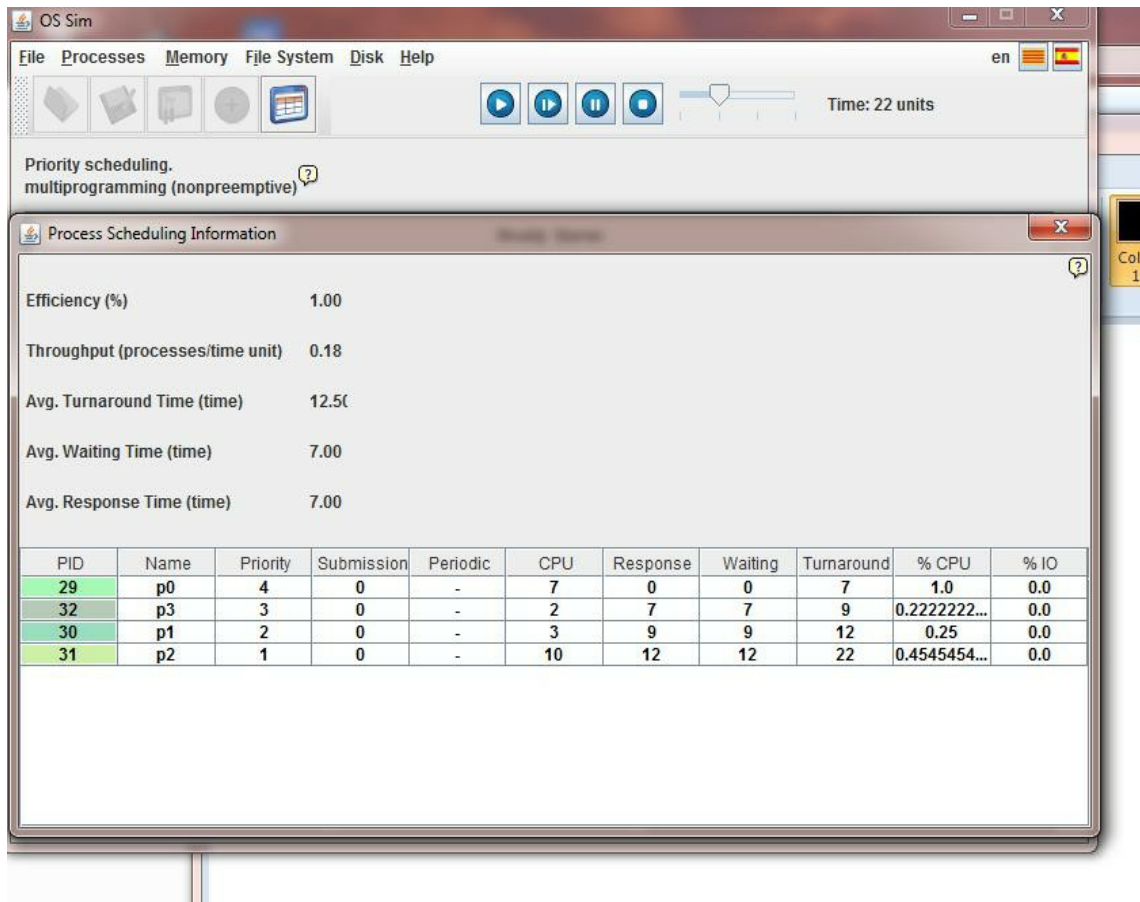 OS Sim
File Processes Memory File System Disk Help en
Time: 22 units
Priority scheduling.
multiprogramming (nonpreemptive) ?
Process Scheduling Information
?
Col
1
Efficiency (%) 1.00
Throughput (processes/time unit) 0.18
Avg. Turnaround Time (time) 12.5
Avg. Waiting Time (time) 7.00
Avg. Response Time (time) 7.00
PID Name Priority Submission Periodic CPU Response Waiting Turnaround % CPU % IO
29 p0 4 0 - 7 0 0 7 1.0 0.0
32 p3 3 0 - 2 7 7 9 0.2222222... 0.0
30 p1 2 0 - 3 9 9 12 0.25 0.0
31 p2 1 0 - 10 12 12 22 0.4545454... 0.0